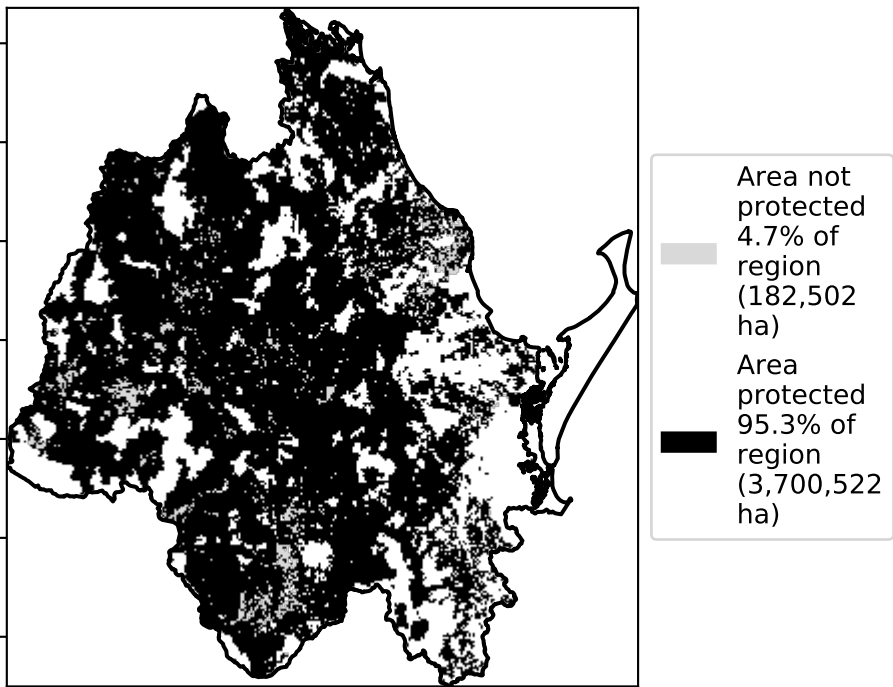 Area not
protected
4.7% of
region
(182,502
ha)
Area
protected
95.3% of
region
(3,700,522
ha)